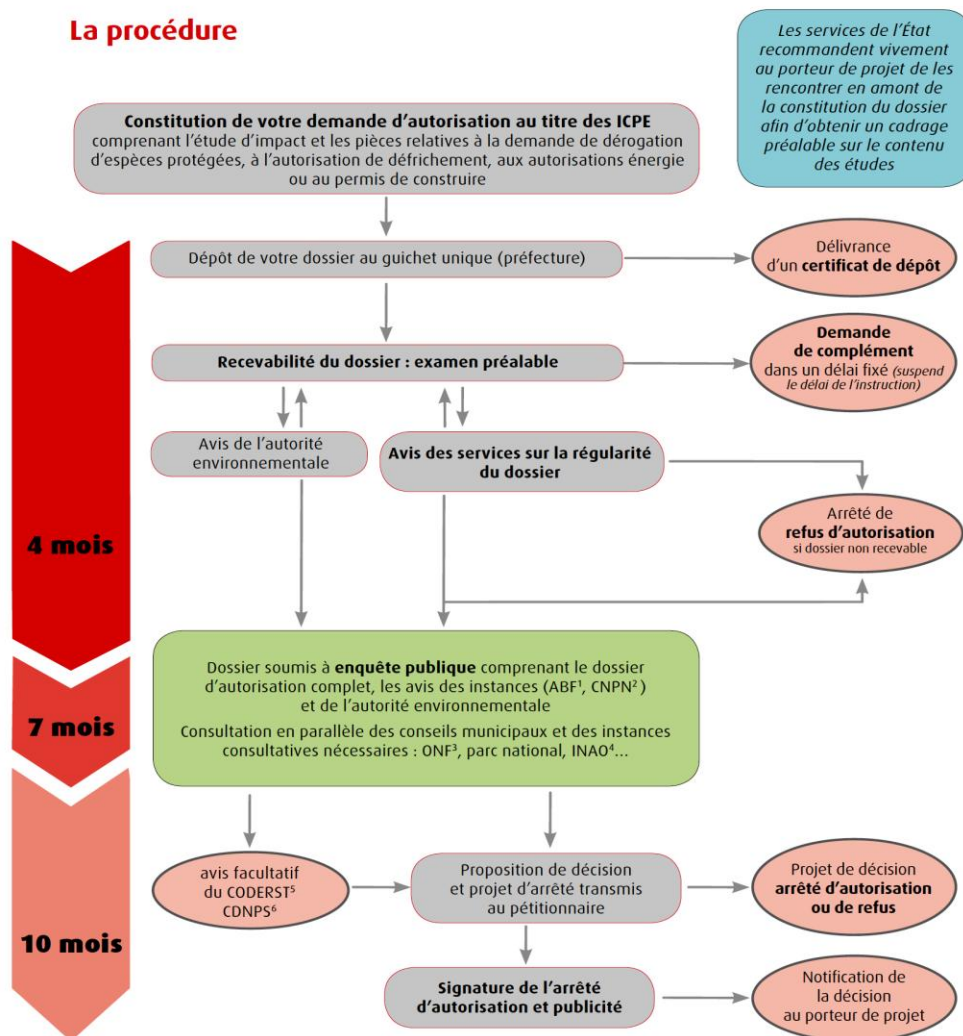 La procédure
Les services de l'État
recommandent vivement
au porteur de projet de les
rencontrer en amont de
la constitution du dossier
afin d'obtenir un cadrage
préalable sur le contenu
des études
Constitution de votre demande d'autorisation au titre des ICPE
comprenant l'étude d'impact et les pièces relatives à la demande de dérogation
d'espèces protégées, à l'autorisation de défrichement, aux autorisations énergie
ou au permis de construire
Dépôt de votre dossier au guichet unique (préfecture)
Délivrance
d'un certificat de dépôt
Recevabilité du dossier : examen préalable
Demande
de complément
dans un délai fixé (suspend
le délai de l'instruction)
Avis de l'autorité
environnementale
Avis des services sur la régularité
du dossier
Arrêté de
refus d'autorisation
si dossier non recevable
4 mois
Dossier soumis à enquête publique comprenant le dossier
d'autorisation complet, les avis des instances (ABF¹, CNPN²)
et de l'autorité environnementale
Consultation en parallèle des conseils municipaux et des instances
consultatives nécessaires : ONF³, parc national, INAO⁴...
7 mois
avis facultatif
du CODERST⁵
CDNPS⁶
Proposition de décision
et projet d'arrêté transmis
au pétitionnaire
Projet de décision
arrêté d'autorisation
ou de refus
10 mois
Signature de l'arrêté
d'autorisation et publicité
Notification de
la décision
au porteur de projet